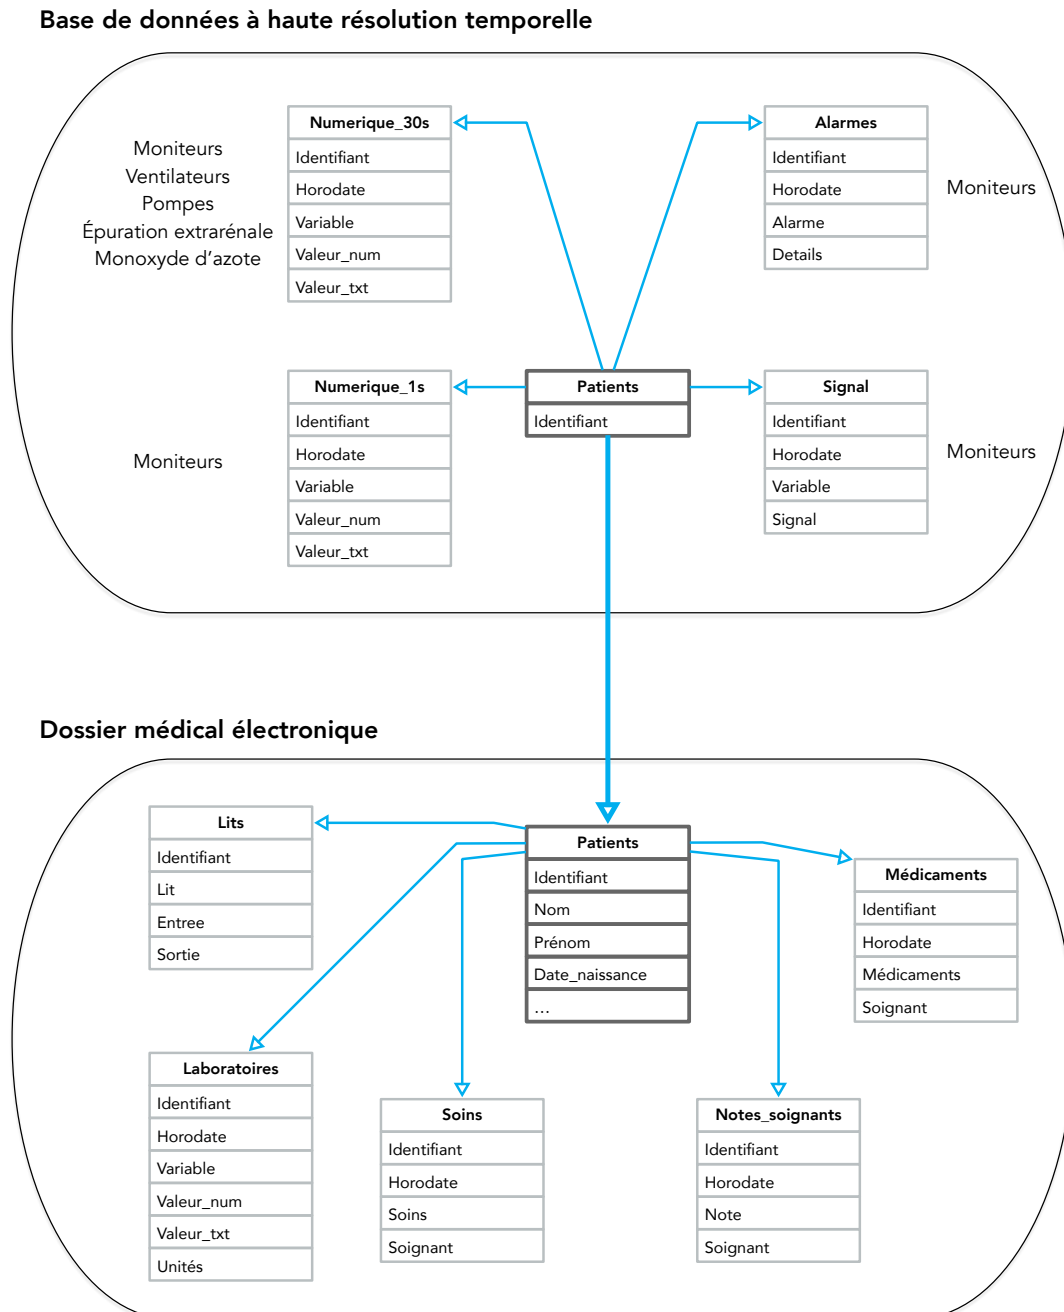 Base de données à haute résolution temporelle
Moniteurs
Ventilateurs
Pompes
Épuration extrarénale
Monoxyde d'azote
Numerique_30s
Identifiant
Horodate
Variable
Valeur_num
Valeur_txt
Alarmes
Identifiant
Horodate
Alarme
Details
Moniteurs
Moniteurs
Numerique_1s
Identifiant
Horodate
Variable
Valeur_num
Valeur_txt
Patients
Identifiant
Signal
Identifiant
Horodate
Variable
Signal
Moniteurs
Dossier médical électronique
Lits
Identifiant
Lit
Entree
Sortie
Patients
Identifiant
Nom
Prénom
Date_naissance
...
Médicaments
Identifiant
Horodate
Médicaments
Soignant
Laboratoires
Identifiant
Horodate
Variable
Valeur_num
Valeur_txt
Unités
Soins
Identifiant
Horodate
Soins
Soignant
Notes_soignants
Identifiant
Horodate
Note
Soignant